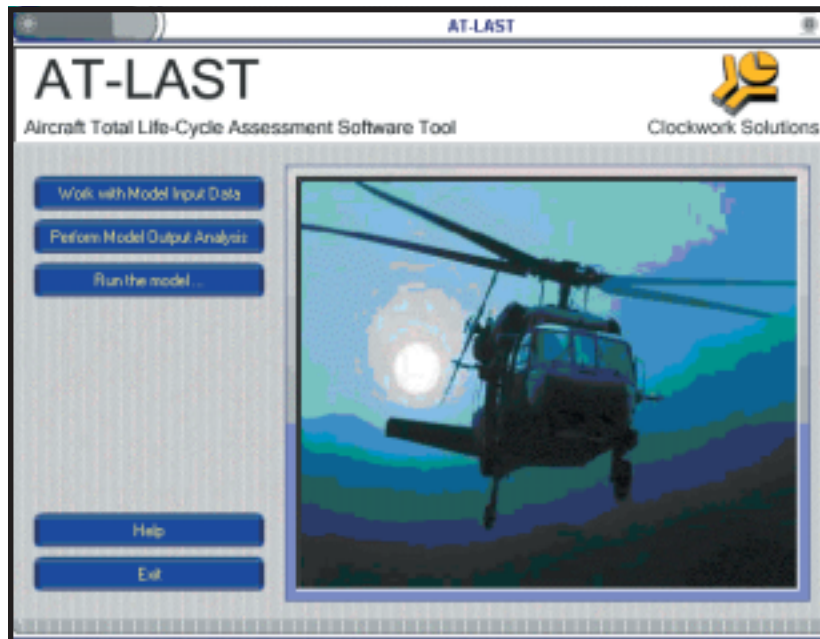 AT-LAST
AT-LAST
Aircraft Total Life-Cycle Assessment Software Tool
Clockwork Solutions
Work with Model Input Data
Perform Model Output Analysis
Run the model...
Help
Exit